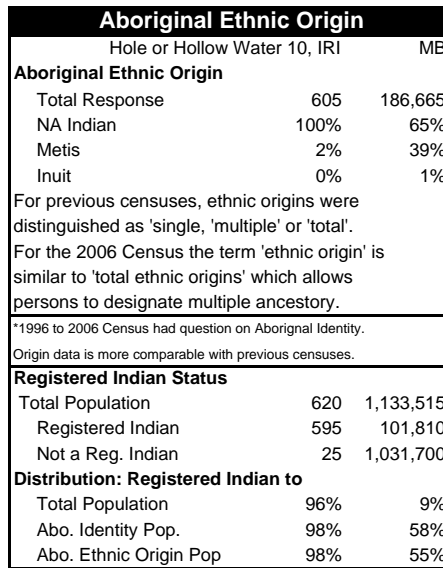 Aboriginal Ethnic Origin
Hole or Hollow Water 10, IRI MB
Aboriginal Ethnic Origin
Total Response 605 186,665
NA Indian 100% 65%
Metis 2% 39%
Inuit 0% 1%
For previous censuses, ethnic origins were
distinguished as 'single, 'multiple' or 'total'.
For the 2006 Census the term 'ethnic origin' is
similar to 'total ethnic origins' which allows
persons to designate multiple ancestory.
*1996 to 2006 Census had question on Aborignal Identity.
Origin data is more comparable with previous censuses.
Registered Indian Status
Total Population 620 1,133,515
Registered Indian 595 101,810
Not a Reg. Indian 25 1,031,700
Distribution: Registered Indian to
Total Population 96% 9%
Abo. Identity Pop. 98% 58%
Abo. Ethnic Origin Pop 98% 55%